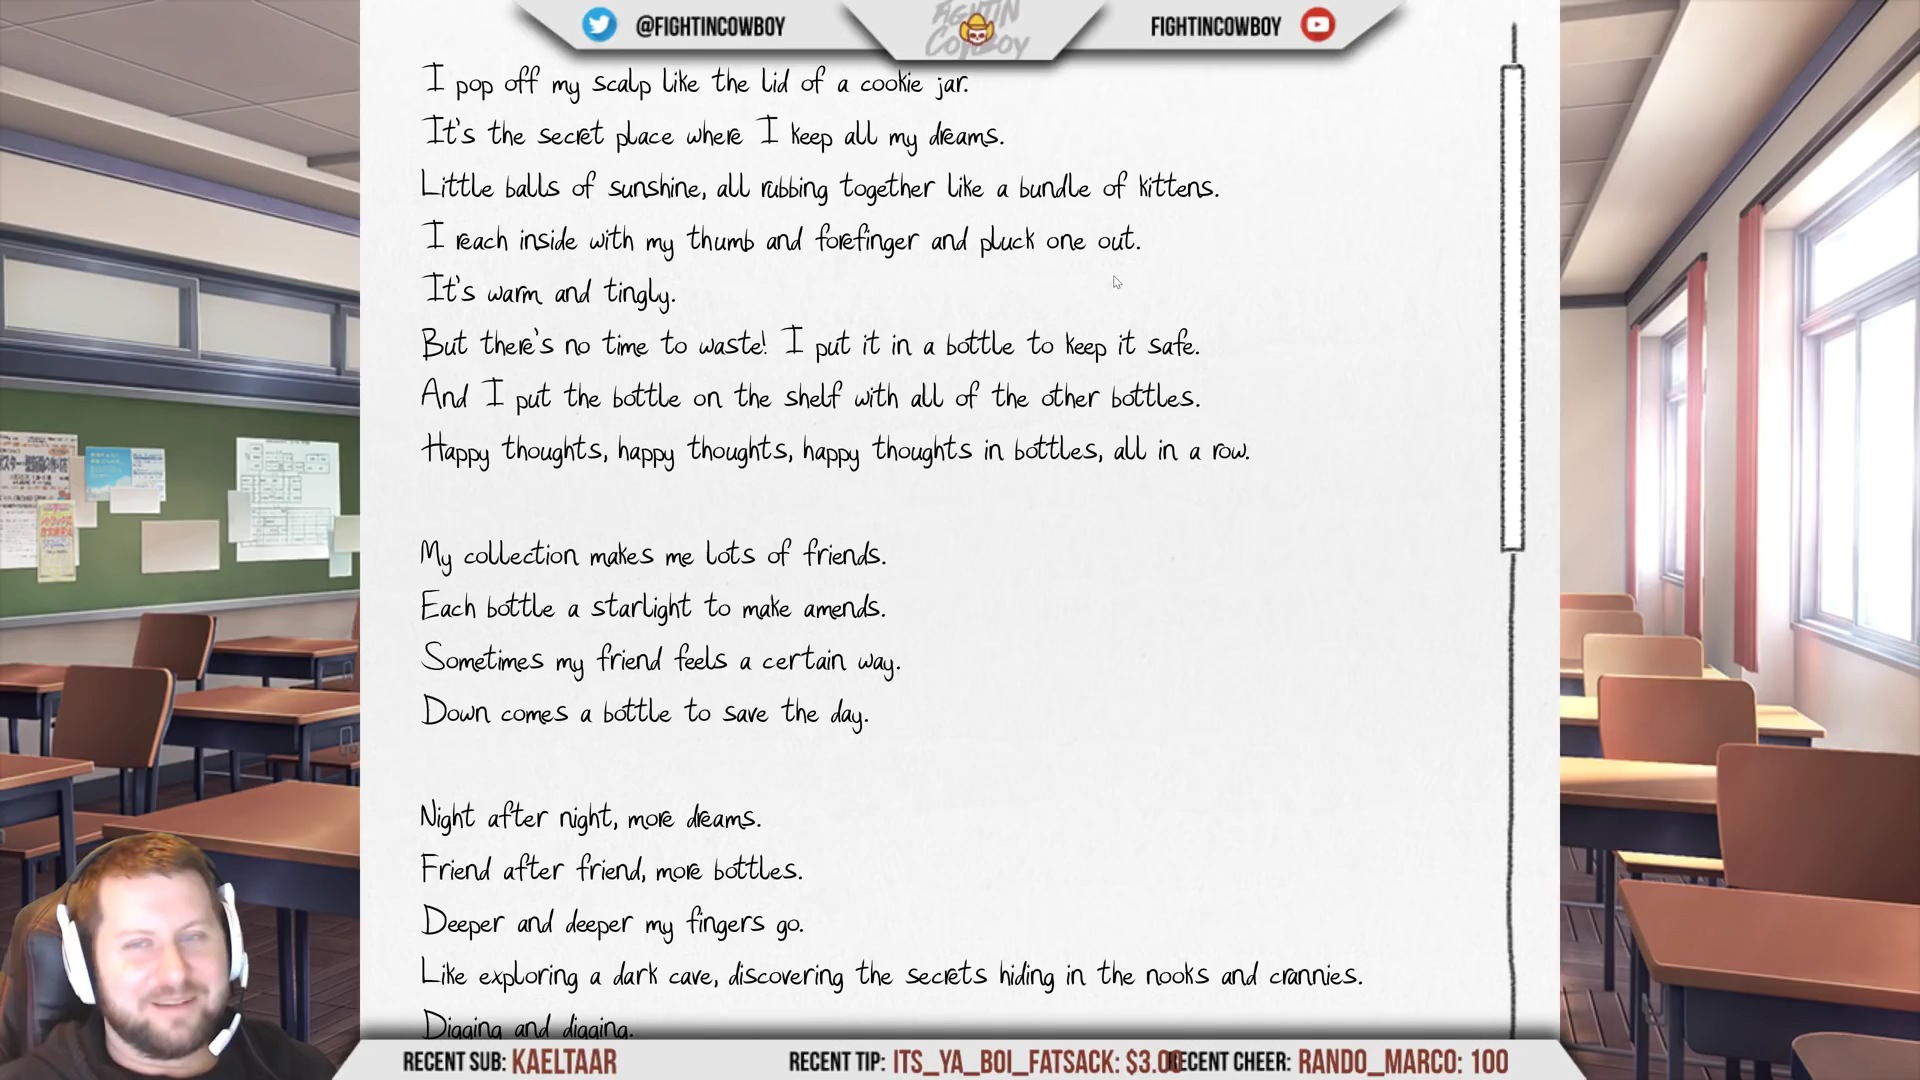 @FIGHTINCOWBOY
FIGHTIN COWBOY
FIGHTINCOWBOY
I pop off my scalp like the lid of a cookie jar.
It's the secret place where I keep all my dreams.
Little balls of sunshine, all rubbing together like a bundle of kittens.
I reach inside with my thumb and forefinger and pluck one out.
It's warm and tingly.
But there's no time to waste! I put it in a bottle to keep it safe.
And I put the bottle on the shelf with all of the other bottles.
Happy thoughts, happy thoughts, happy thoughts in bottles, all in a row.
My collection makes me lots of friends.
Each bottle a starlight to make amends.
Sometimes my friend feels a certain way.
Down comes a bottle to save the day.
Night after night, more dreams.
Friend after friend, more bottles.
Deeper and deeper my fingers go.
Like exploring a dark cave, discovering the secrets hiding in the nooks and crannies.
Digging and digging.
RECENT SUB: KAELTAAR
RECENT TIP: ITS_YA_BOI_FATSACK: $3.00
ECENT CHEER: RANDO_MARCO: 100